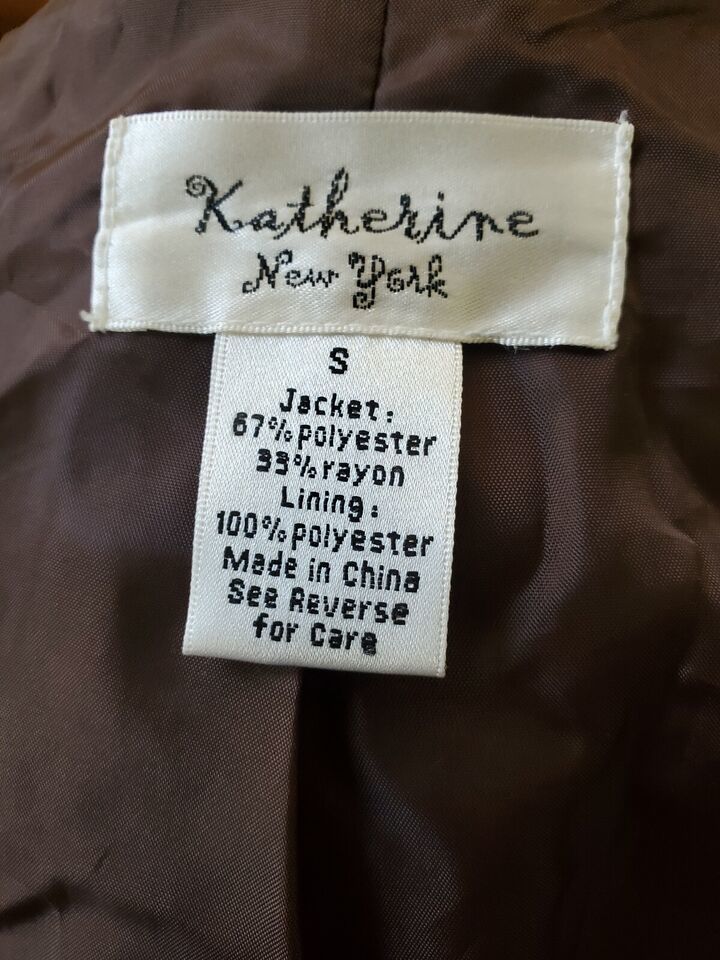 Katherine
New York
S
Jacket:
67% polyester
33% rayon
Lining:
100% polyester
Made in China
See Reverse
for Care